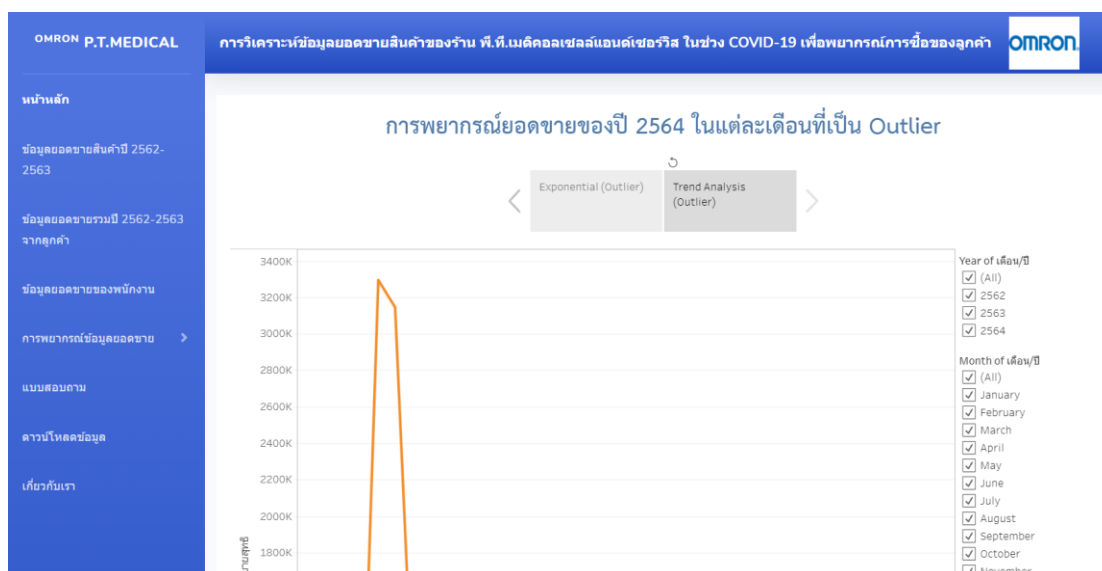 OMRON P.T.MEDICAL
การวิเคราะห์ข้อมูลยอดขายสินค้าของร้าน พี.ที.เมดิคอลเซลล์แอนด์เซอร์วิส ในช่วง COVID-19 เพื่อพยากรณ์การซื้อของลูกค้า
OMRON
หน้าหลัก
ข้อมูลยอดขายสินค้าปี 2562-
2563
ข้อมูลยอดขายรวมปี 2562-2563
จากลูกค้า
ข้อมูลยอดขายของพนักงาน
การพยากรณ์ข้อมูลยอดขาย
แบบสอบถาม
ดาวน์โหลดข้อมูล
เกี่ยวกับเรา
การพยากรณ์ยอดขายของปี 2564 ในแต่ละเดือนที่เป็น Outlier
Exponential (Outlier)
Trend Analysis
(Outlier)
3400K
3200K
3000K
2800K
2600K
2400K
2200K
2000K
1800K
Year of เดือน/ปี
(All)
2562
2563
2564
Month of เดือน/ปี
(All)
January
February
March
April
May
June
July
August
September
October
November